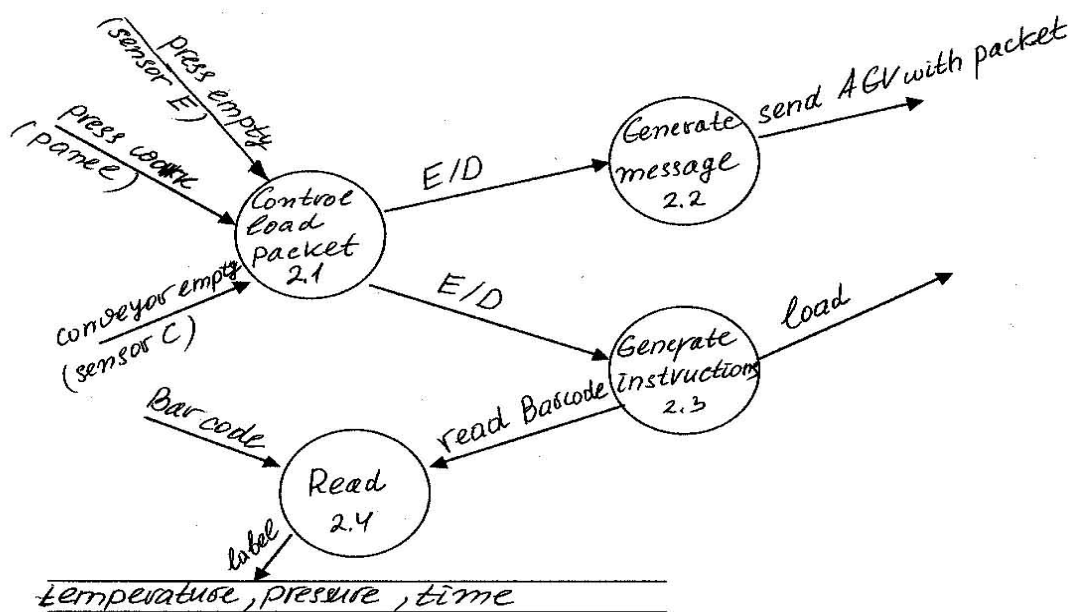 press empty
(sensor E)
press
(panel)
conveyor empty
(sensor C)
Control
load
packet
2.1
E/D
Generate
message
2.2
send AGV with packet
E/D
Generate
instructions
2.3
load
read Barcode
Bar code
Read
2.4
label
temperature, pressure, time